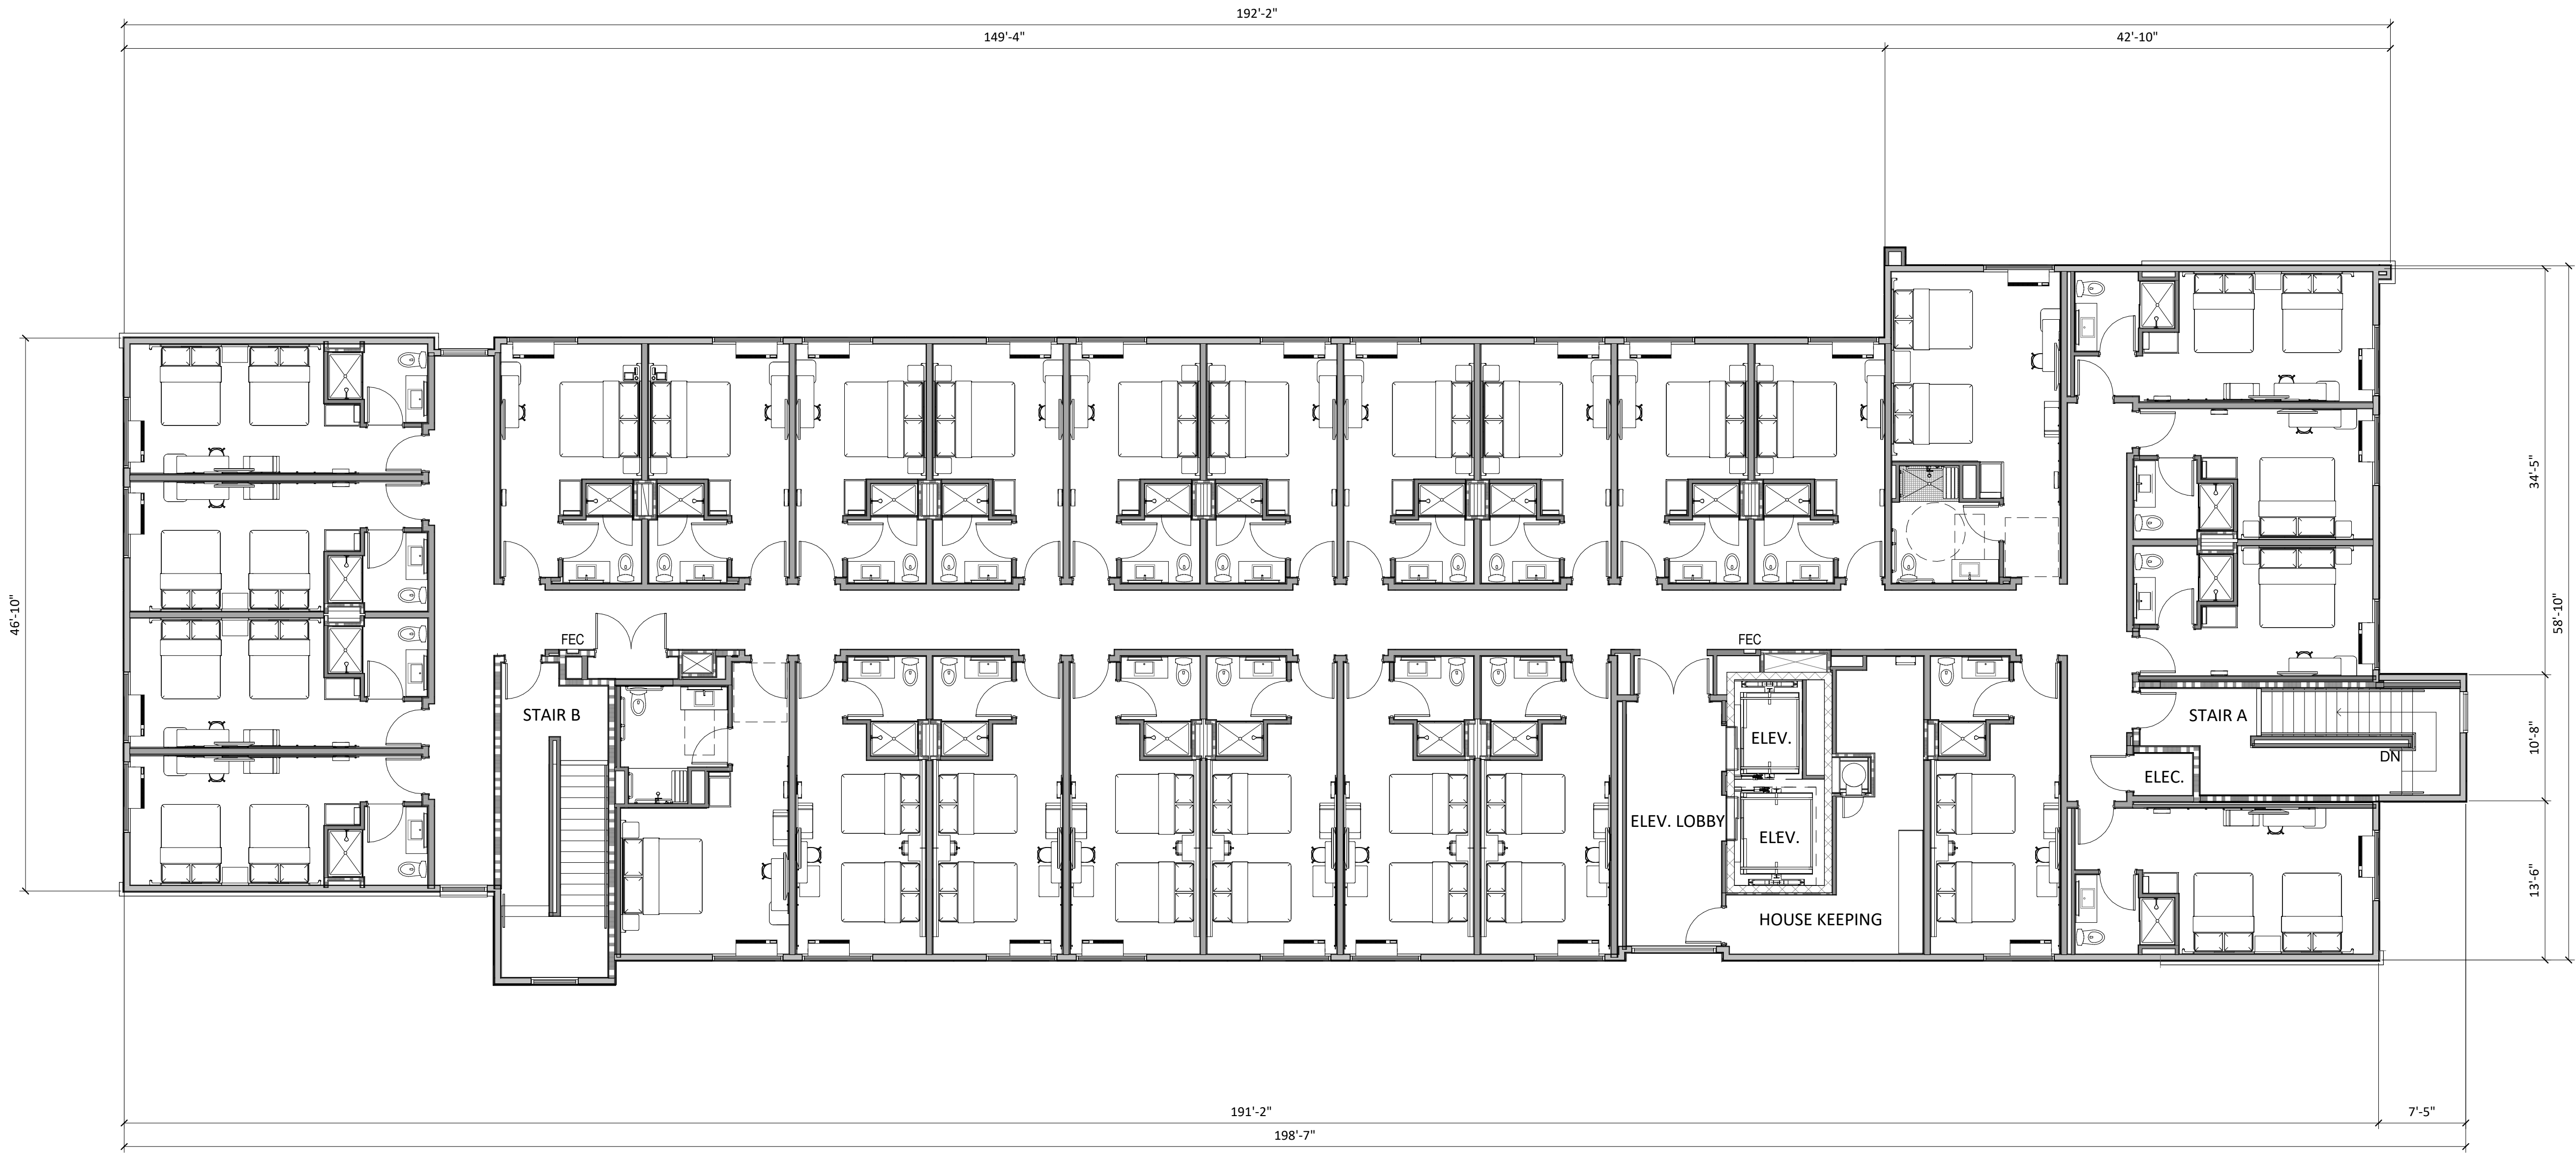 192'-2"
149'-4"
42'-10"
34'-5"
46'-10"
58'-10"
FEC
FEC
STAIR B
STAIR A
ELEV.
DN
ELEC.
10'-8"
ELEV. LOBBY
ELEV.
13'-6"
HOUSE KEEPING
191'-2"
7'-5"
198'-7"